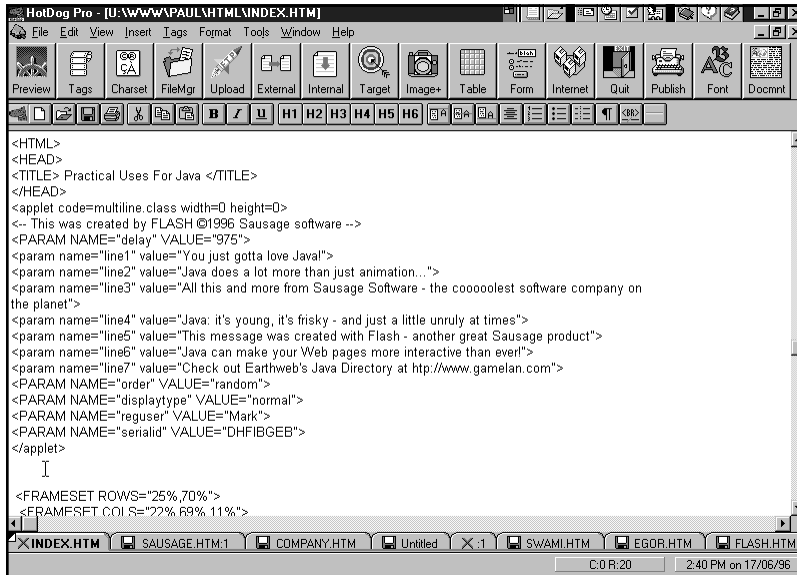 HotDog Pro - [U:\WWW\PAUL\HTML\INDEX.HTM]
File Edit View Insert Tags Format Tools Window Help
Preview Tags Charset FileMgr Upload External Internal Target Image+ Table Form Internet Quit Publish Font Docmnt
B I U H1 H2 H3 H4 H5 H6 ¶ <BR>
<HTML>
<HEAD>
<TITLE> Practical Uses For Java </TITLE>
</HEAD>
<applet code=multiline.class width=0 height=0>
<-- This was created by FLASH ©1996 Sausage software -->
<PARAM NAME="delay" VALUE="975">
<param name="line1" value="You just gotta love Java!">
<param name="line2" value="Java does a lot more than just animation...">
<param name="line3" value="All this and more from Sausage Software - the cooooolest software company on
the planet">
<param name="line4" value="Java: it's young, it's frisky - and just a little unruly at times">
<param name="line5" value="This message was created with Flash - another great Sausage product">
<param name="line6" value="Java can make your Web pages more interactive than ever!">
<param name="line7" value="Check out Earthweb's Java Directory at htp://www.gamelan.com">
<PARAM NAME="order" VALUE="random">
<PARAM NAME="displaytype" VALUE="normal">
<PARAM NAME="reguser" VALUE="Mark">
<PARAM NAME="serialid" VALUE="DHFIBGEB">
</applet>
<FRAMESET ROWS="25%,70%">
<FRAMESET COLS="22%,69%,11%">
INDEX.HTM SAUSAGE.HTM:1 COMPANY.HTM Untitled :1 SWAMI.HTM EGOR.HTM FLASH.HTM
C:0 R:20 2:40 PM on 17/06/96